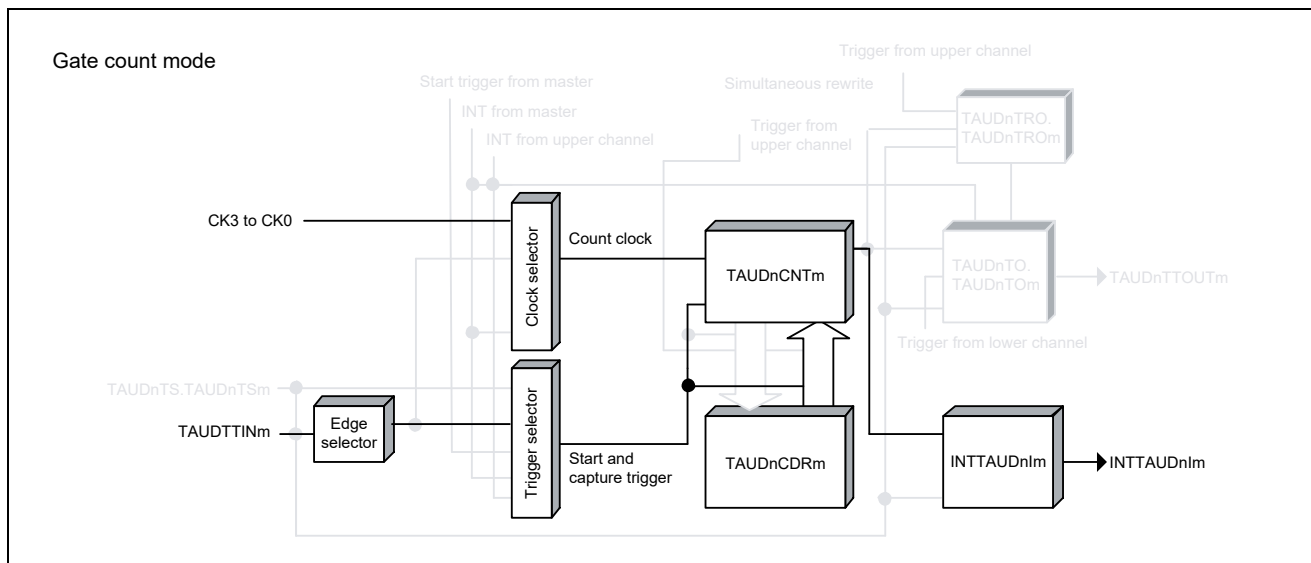 Gate count mode
Trigger from upper channel
Start trigger from master
Simultaneous rewrite
INT from master
Trigger from
upper channel
INT from upper channel
TAUDnTRO.
TAUDnTROm
CK3 to CK0
Clock selector
Count clock
TAUDnCNTm
TAUDnTO.
TAUDnTOm
TAUDnTTOUTm
Trigger from lower channel
TAUDnTS.TAUDnTSm
TAUDTTINm
Edge
selector
Trigger selector
Start and
capture trigger
TAUDnCDRm
INTTAUDnIm
INTTAUDnIm